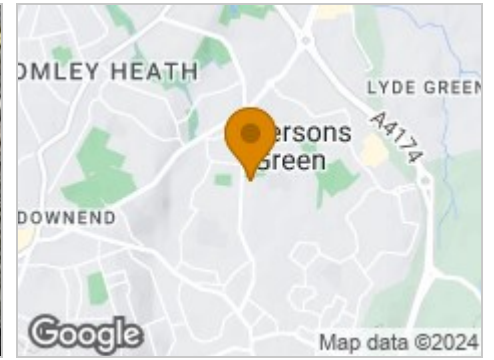 OMLEY HEATH
LYDE GREEN
A4174
ersons
Green
DOWNEND
Google
Map data ©2024